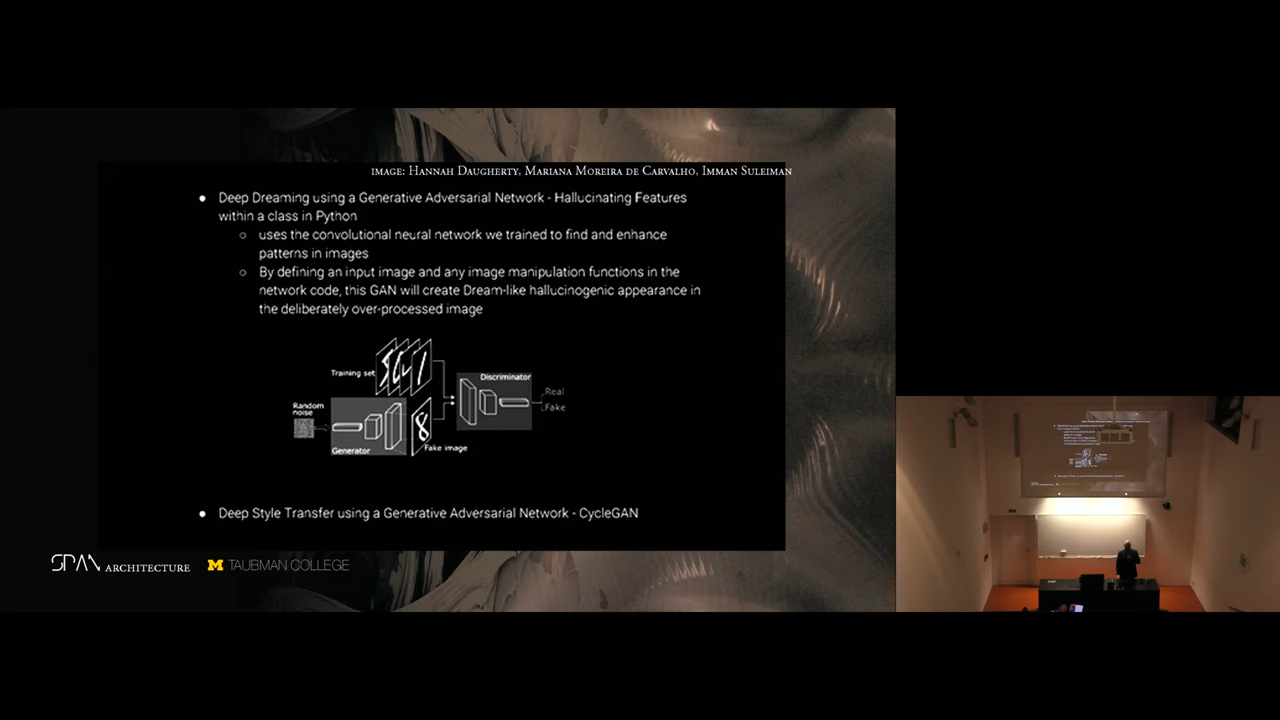 IMAGE: HANNAH DAUGHERTY, MARIANA MOREIRA DE CARVALHO, IMMAN SULEIMAN
● Deep Dreaming using a Generative Adversarial Network - Hallucinating Features
within a class in Python
○ uses the convolutional neural network we trained to find and enhance
patterns in images
○ By defining an input image and any image manipulation functions in the
network code, this GAN will create Dream-like hallucinogenic appearance in
the deliberately over-processed image
Training set
Discriminator
Real
Fake
Random
noise
Generator
Fake image
● Deep Style Transfer using a Generative Adversarial Network - CycleGAN
SPAN ARCHITECTURE
M TAUBMAN COLLEGE